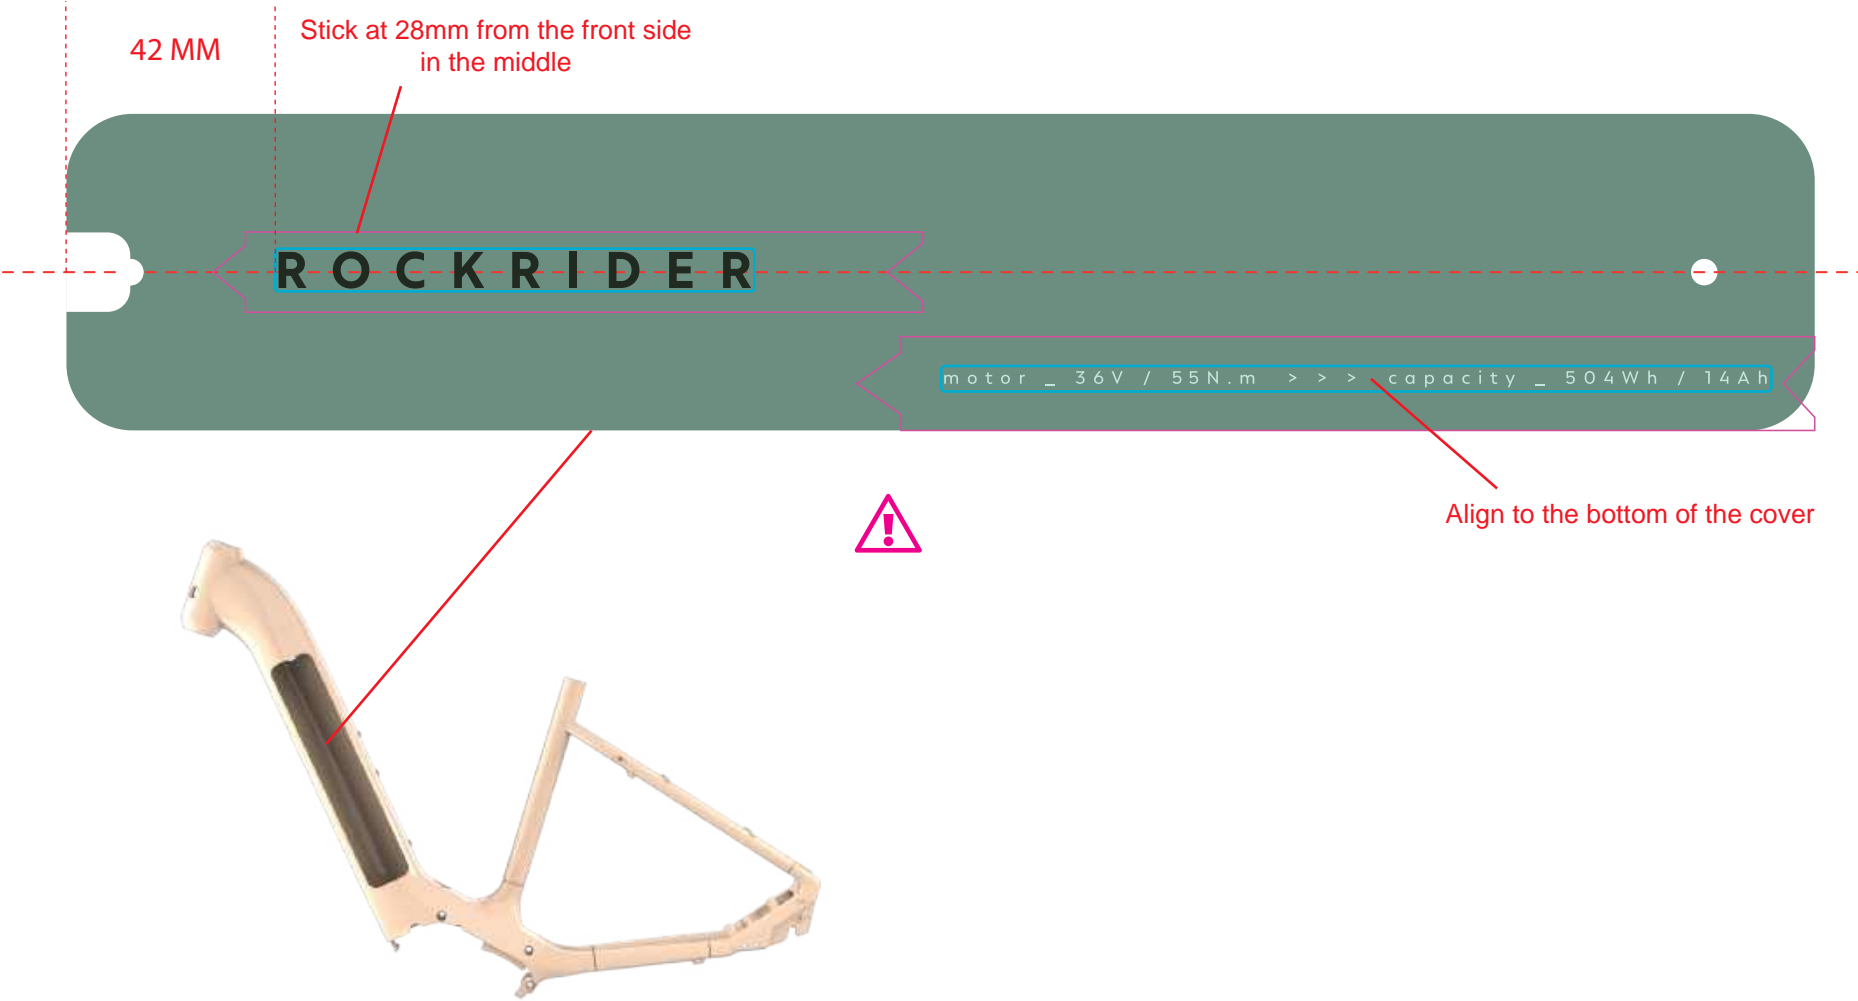 42 MM
Stick at 28mm from the front side
in the middle
ROCKRIDER
motor _ 36V / 55N.m > > > capacity _ 504Wh / 14Ah
Align to the bottom of the cover